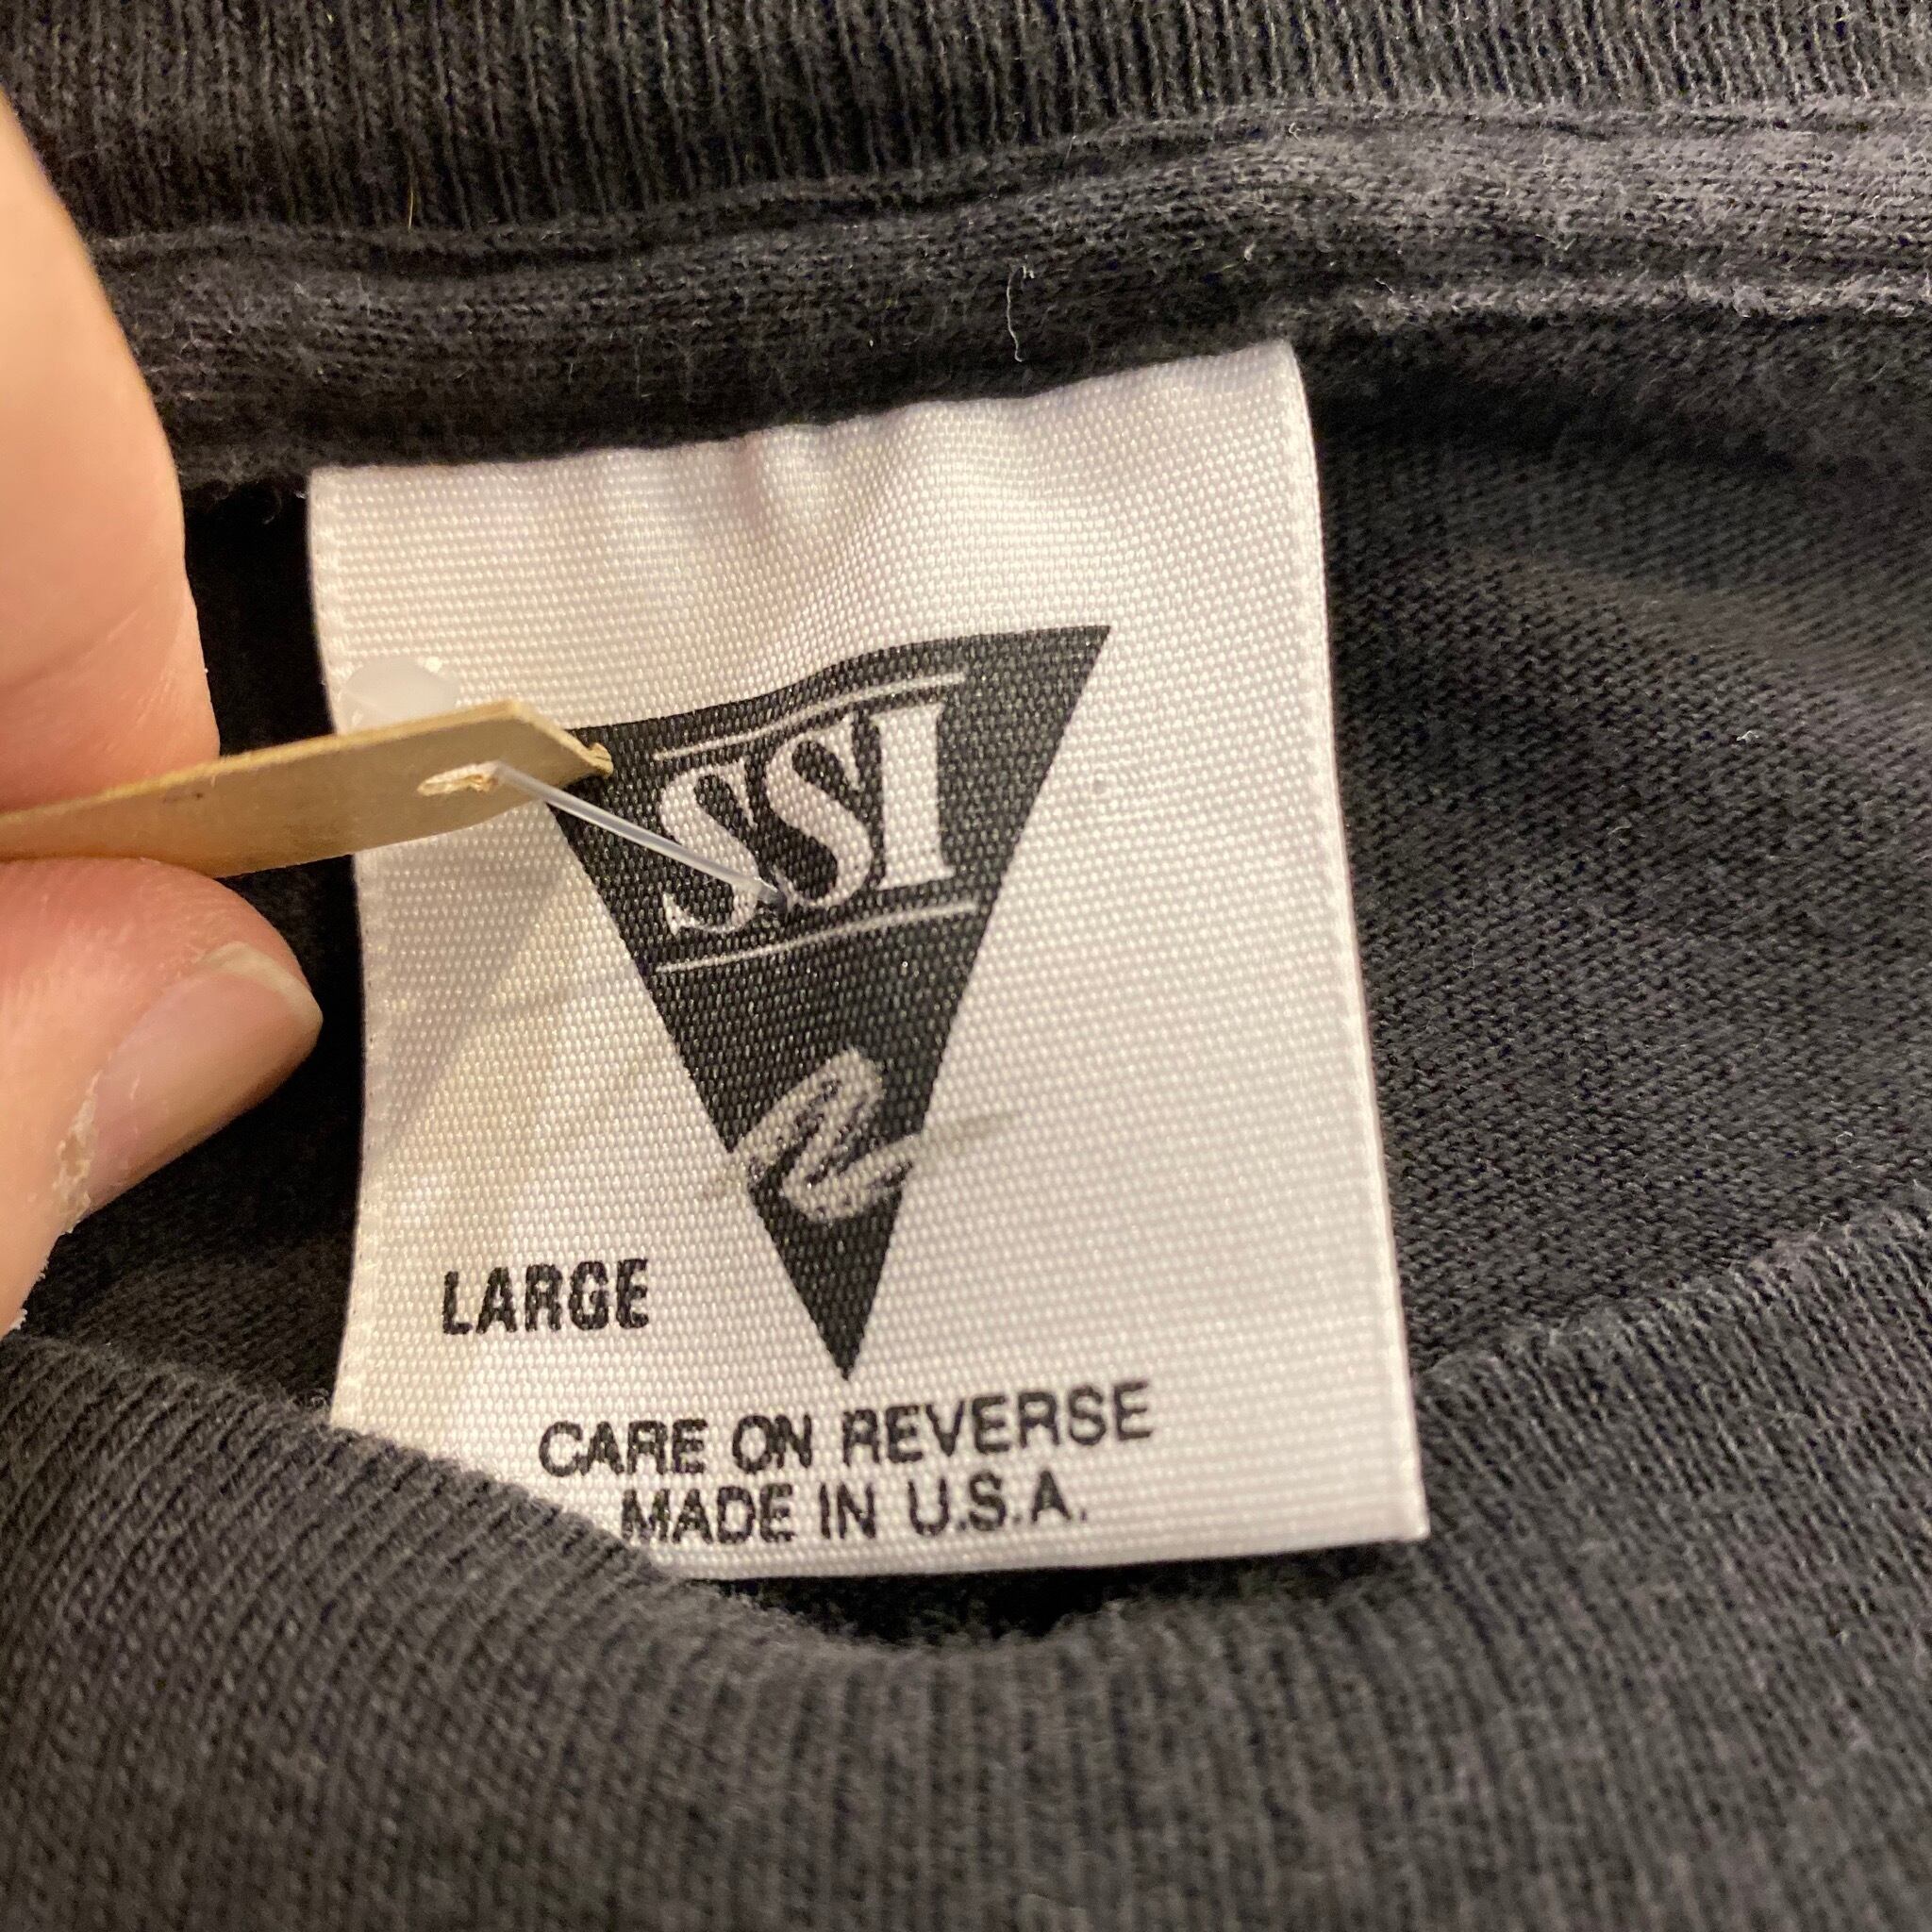 SSI
LARGE
CARE ON REVERSE
MADE IN U.S.A.